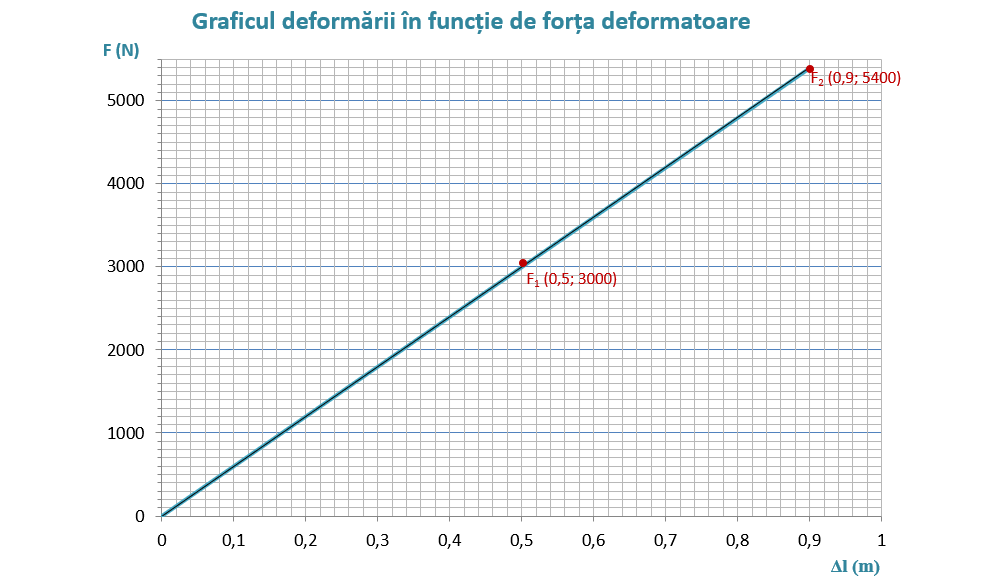 Graficul deformării în funcție de forța deformatoare
F (N)
F₂ (0,9; 5400)
5000
4000
3000
F₁ (0,5; 3000)
2000
1000
0
0 0,1 0,2 0,3 0,4 0,5 0,6 0,7 0,8 0,9 1
Δl (m)